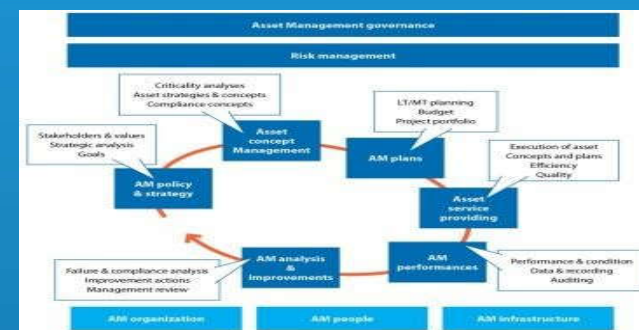 Asset Management governance
Risk management
Criticality analyses
Asset strategies & concepts
Compliance concepts
LT/MT planning
Budget
Project portfolio
Stakeholders & values
Strategic analysis
Goals
Asset
concept
Management
AM plans
Execution of asset
Concepts and plans
Efficiency
Quality
AM policy
& strategy
Asset
service
providing
AM analysis
&
improvements
AM
performances
Failure & compliance analysis
Improvement actions
Management review
Performance & condition
Data & recording
Auditing
AM organization
AM people
AM infrastructure